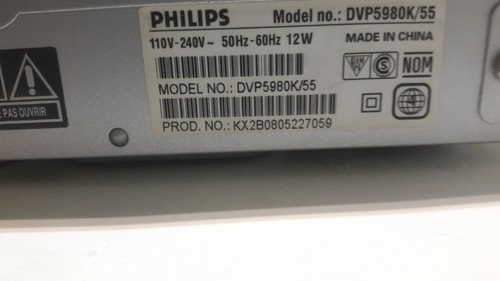 PHILIPS Model no.: DVP5980K/55
110V-240V~ 50Hz-60Hz 12W
MADE IN CHINA
MODEL NO.: DVP5980K/55
S NOM
PROD. NO.: KX2B0805227059
PAS OUVRIR
4